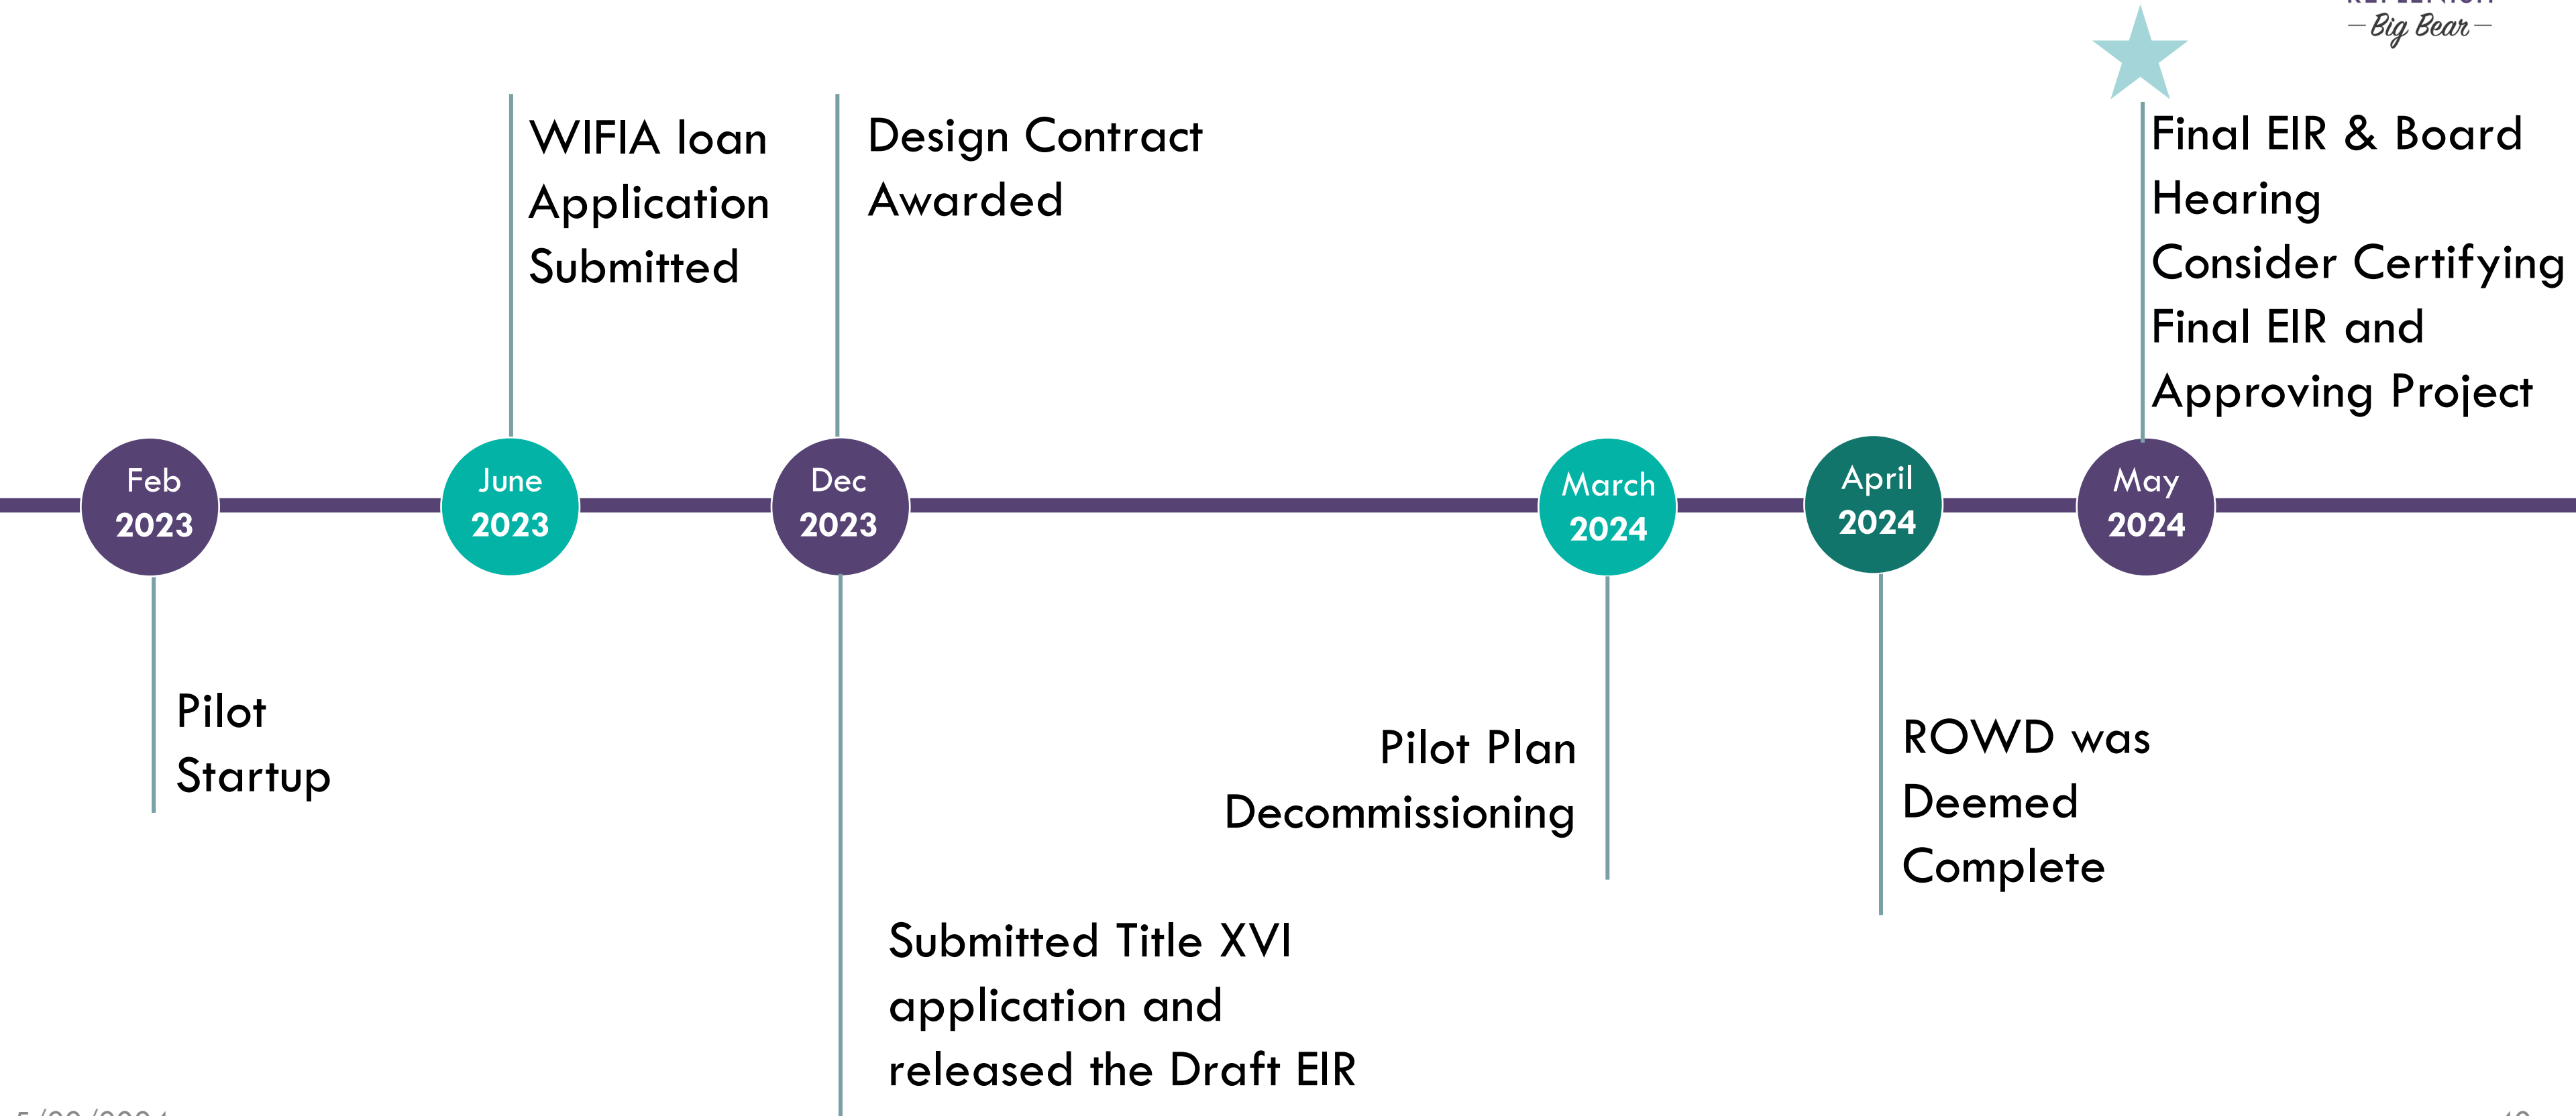 Big Bear
WIFIA loan
Application
Submitted
Design Contract
Awarded
Final EIR & Board
Hearing
Consider Certifying
Final EIR and
Approving Project
Feb
2023
June
2023
Dec
2023
March
2024
April
2024
May
2024
Pilot
Startup
Pilot Plan
Decommissioning
ROWD was
Deemed
Complete
Submitted Title XVI
application and
released the Draft EIR